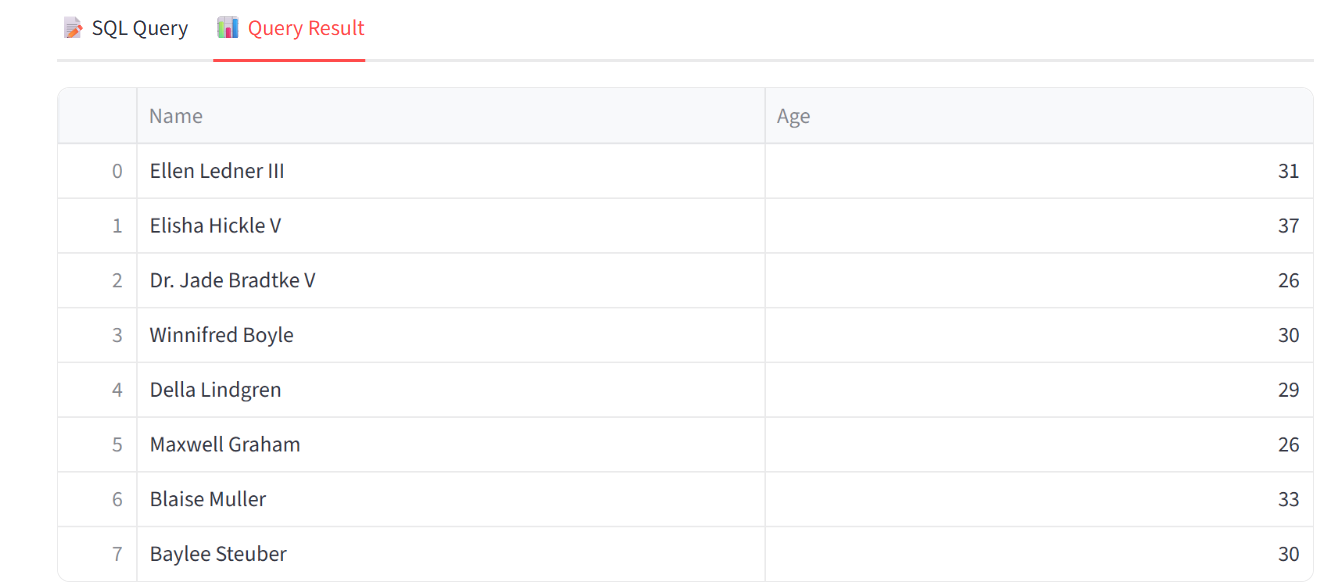 SQL Query Query Result
Name Age
0 Ellen Ledner III 31
1 Elisha Hickle V 37
2 Dr. Jade Bradtke V 26
3 Winnifred Boyle 30
4 Della Lindgren 29
5 Maxwell Graham 26
6 Blaise Muller 33
7 Baylee Steuber 30